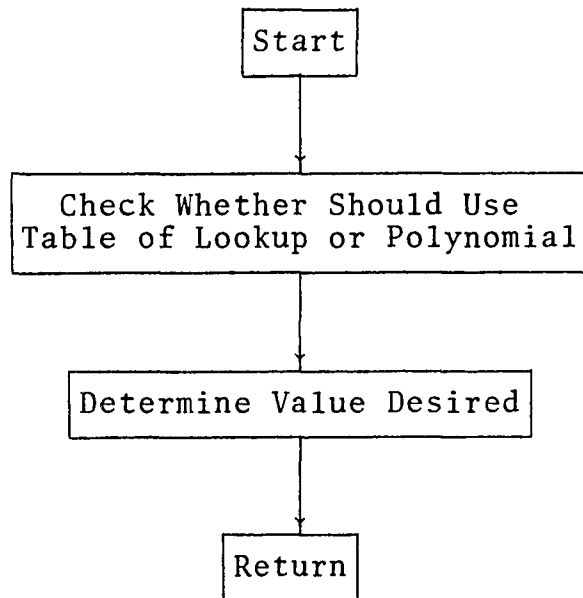 Start
Check Whether Should Use
Table of Lookup or Polynomial
Determine Value Desired
Return